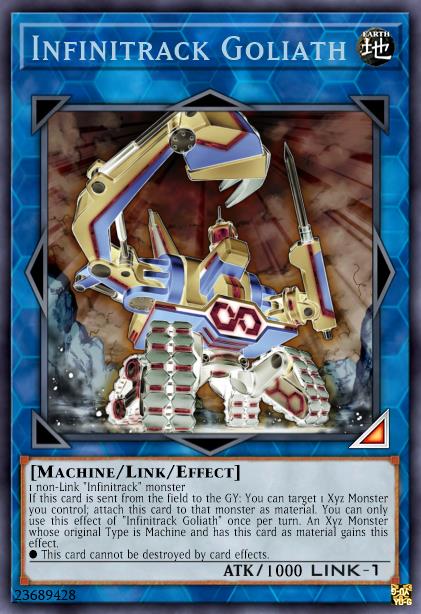 INFINITRACK GOLIATH
EARTH
地
[MACHINE/LINK/EFFECT]
1 non-Link "Infinitrack" monster
If this card is sent from the field to the GY: You can target 1 Xyz Monster
you control; attach this card to that monster as material. You can only
use this effect of "Infinitrack Goliath" once per turn. An Xyz Monster
whose original Type is Machine and has this card as material gains this
effect.
● This card cannot be destroyed by card effects.
ATK/1000 LINK-1
23689428